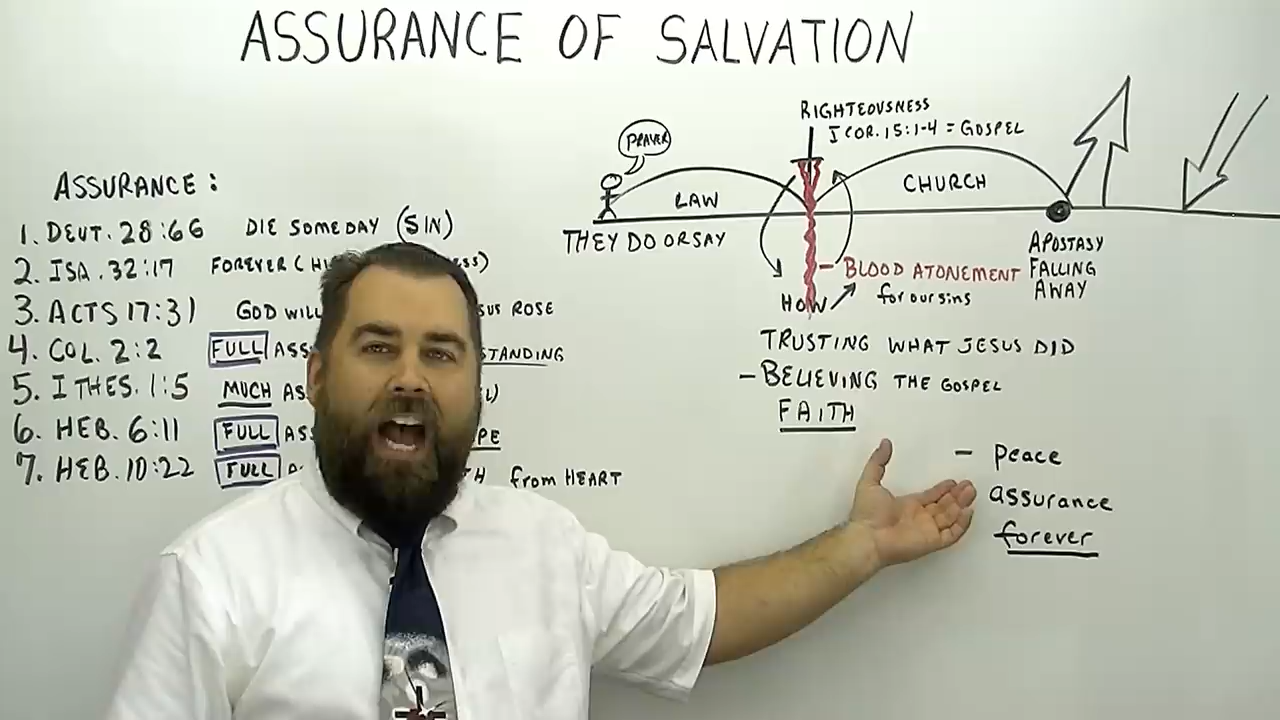 ASSURANCE OF SALVATION
ASSURANCE:
1. DEUT. 28:66 DIE SOMEDAY (SIN)
2. ISA. 32:17 FOREVER
3. ACTS 17:31 GOD WILL ROSE
4. COL. 2:2 FULL
5. I THES. 1:5 MUCH
6. HEB. 6:11 FULL
7. HEB. 10:22 FULL from HEART
PRAYER
LAW
THEY DO OR SAY
RIGHTEOUSNESS
I COR. 15:1-4 = GOSPEL
CHURCH
BLOOD ATONEMENT
for our sins
HOW
APOSTASY
FALLING
AWAY
TRUSTING WHAT JESUS DID
- BELIEVING THE GOSPEL
FAITH
- peace
assurance
forever